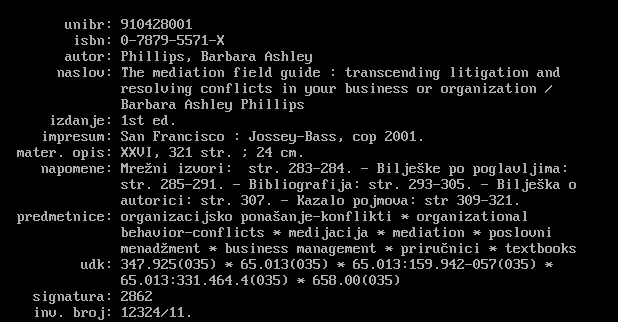 unibr: 910428001
isbn: 0-7879-5571-X
autor: Phillips, Barbara Ashley
naslov: The mediation field guide : transcending litigation and
resolving conflicts in your business or organization /
Barbara Ashley Phillips
izdanje: 1st ed.
impresum: San Francisco : Jossey-Bass, cop 2001.
mater. opis: XXVI, 321 str. ; 24 cm.
napomene: Mrežni izvori:  str. 283-284. - Bilješke po poglavljima:
str. 285-291. - Bibliografija: str. 293-305. - Bilješka o
autorici: str. 307. - Kazalo pojmova: str 309-321.
predmetnice: organizacijsko ponašanje-konflikti * organizational
behavior-conflicts * medijacija * mediation * poslovni
menadžment * business management * priručnici * textbooks
udk: 347.925(035) * 65.013(035) * 65.013:159.942-057(035) *
65.013:331.464.4(035) * 658.00(035)
signatura: 2862
inv. broj: 12324/11.